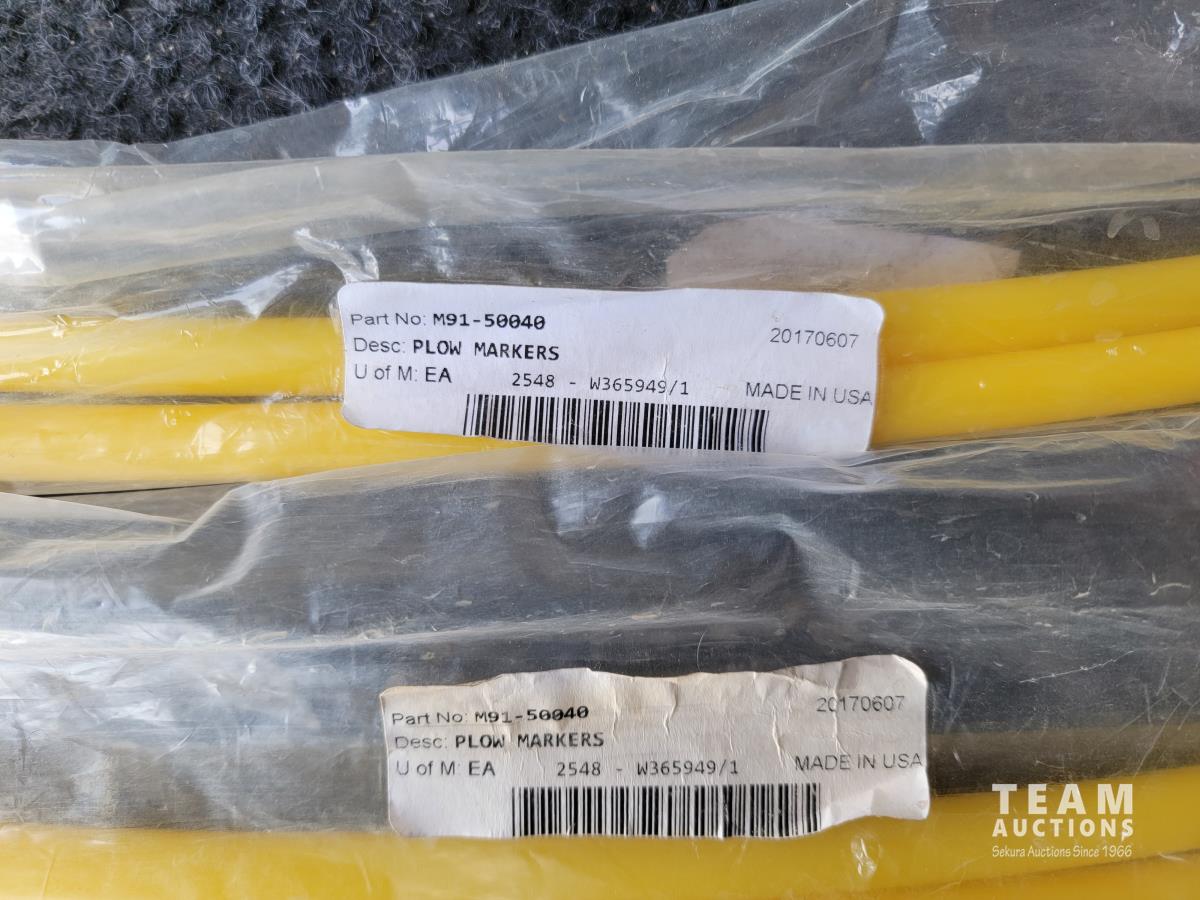 Part No: M91-50040
20170607
Desc: PLOW MARKERS
U of M: EA 2548 - W365949/1 MADE IN USA
Part No: M91-50040
20170607
Desc: PLOW MARKERS
U of M: EA 2548 - W365949/1 MADE IN USA
TEAM
AUCTIONS
Sekura Auctions Since 1966